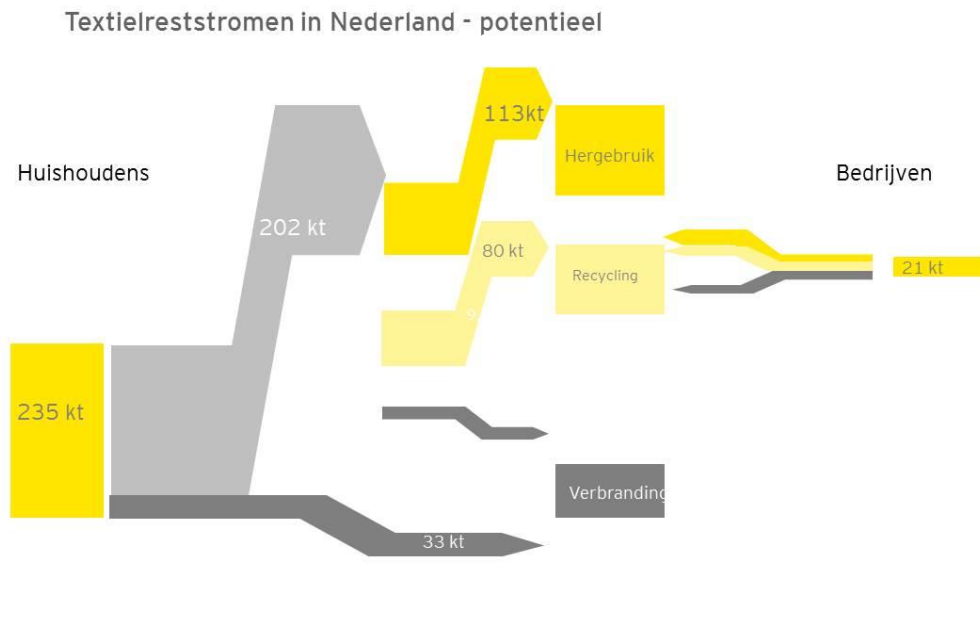 Textielreststromen in Nederland - potentieel
113kt
Hergebruik
Huishoudens
Bedrijven
202 kt
80 kt
Recycling
21 kt
235 kt
Verbranding
33 kt